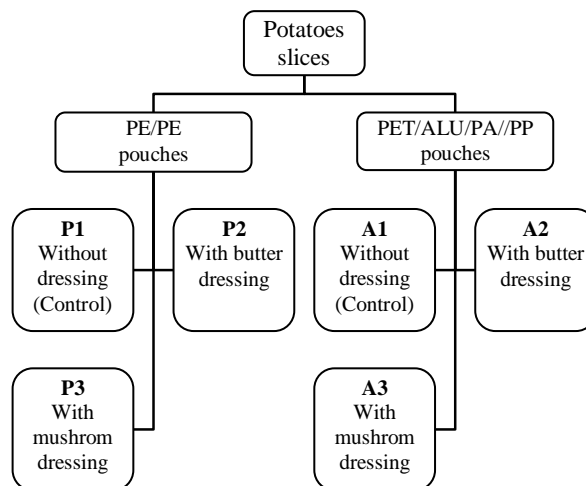 Potatoes
slices
PE/PE
pouches
PET/ALU/PA//PP
pouches
P1
Without
dressing
(Control)
P2
With butter
dressing
A1
Without
dressing
(Control)
A2
With butter
dressing
P3
With
mushrom
dressing
A3
With
mushrom
dressing